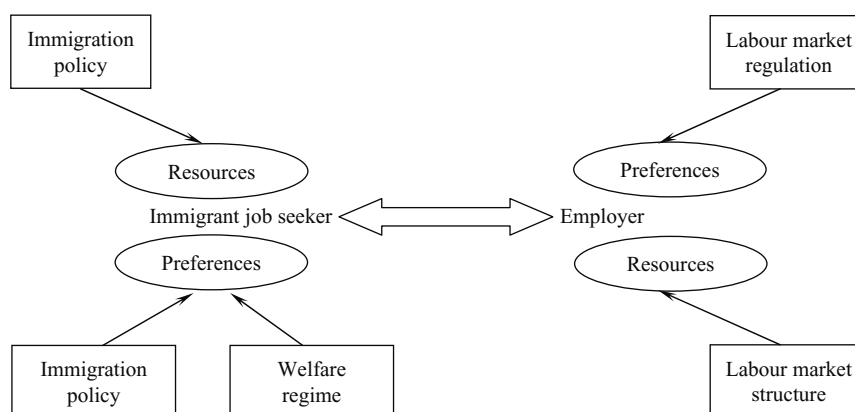 Immigration
policy
Labour market
regulation
Resources
Preferences
Immigrant job seeker
Employer
Preferences
Resources
Immigration
policy
Welfare
regime
Labour market
structure